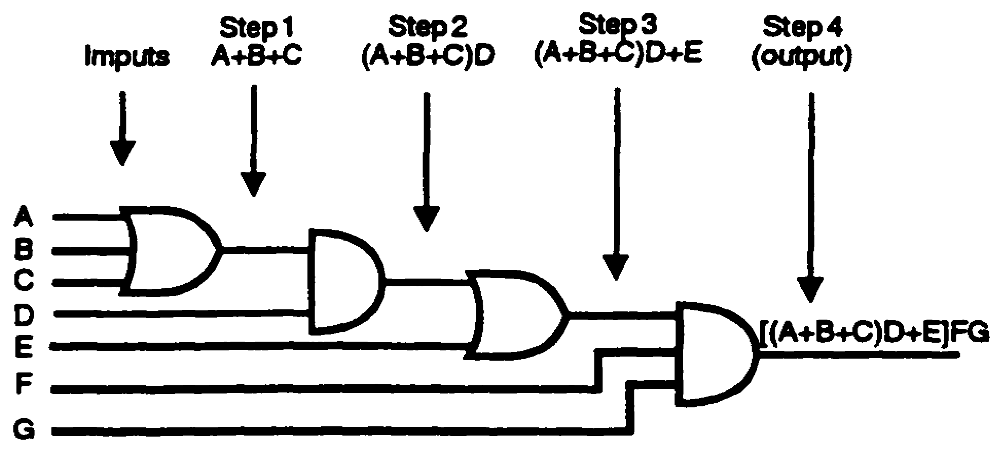 Imputs
Step 1
A+B+C
Step 2
(A+B+C)D
Step 3
(A+B+C)D+E
Step 4
(output)
A
B
C
D
E
F
G
[(A+B+C)D+E]FG